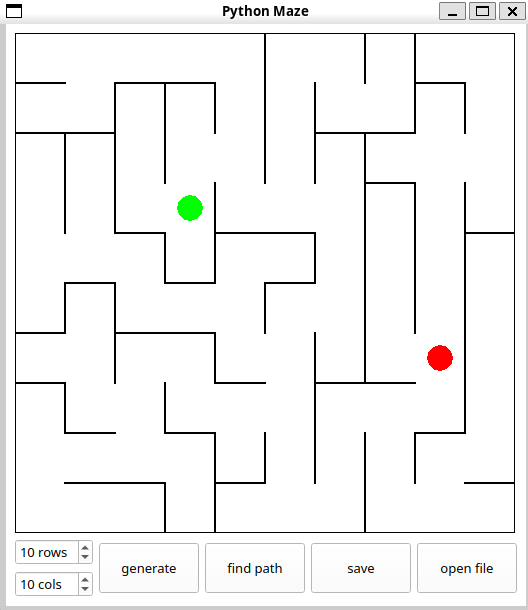 Python Maze
10 rows
10 cols
generate
find path
save
open file